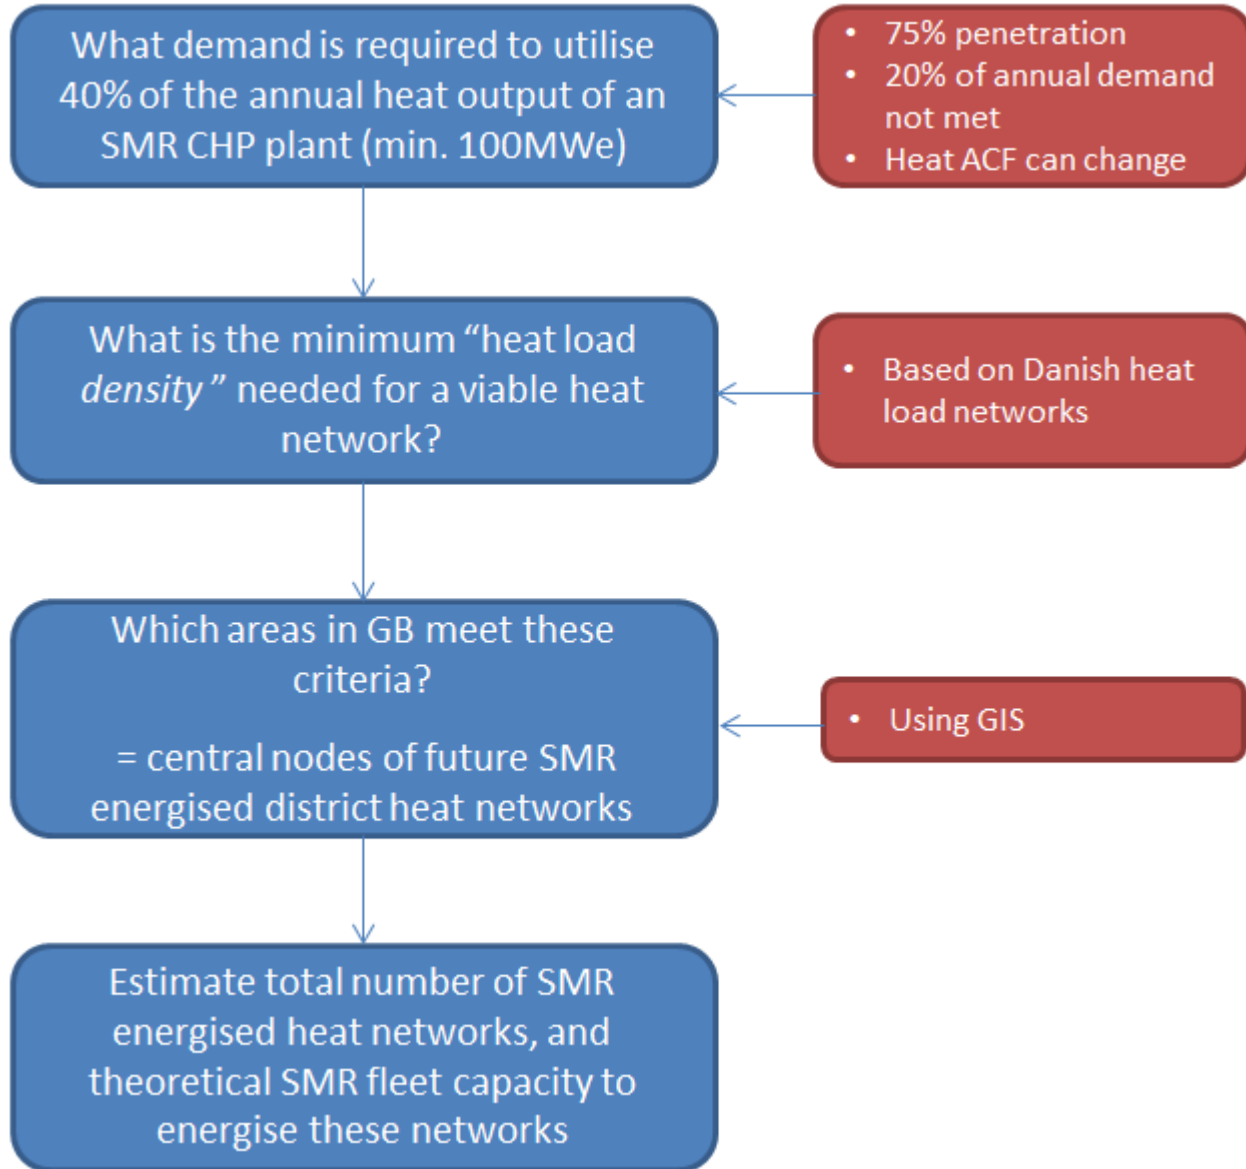 What demand is required to utilise
40% of the annual heat output of an
SMR CHP plant (min. 100MWe)
• 75% penetration
• 20% of annual demand
not met
• Heat ACF can change
What is the minimum “heat load
density” needed for a viable heat
network?
• Based on Danish heat
load networks
Which areas in GB meet these
criteria?
= central nodes of future SMR
energised district heat networks
• Using GIS
Estimate total number of SMR
energised heat networks, and
theoretical SMR fleet capacity to
energise these networks